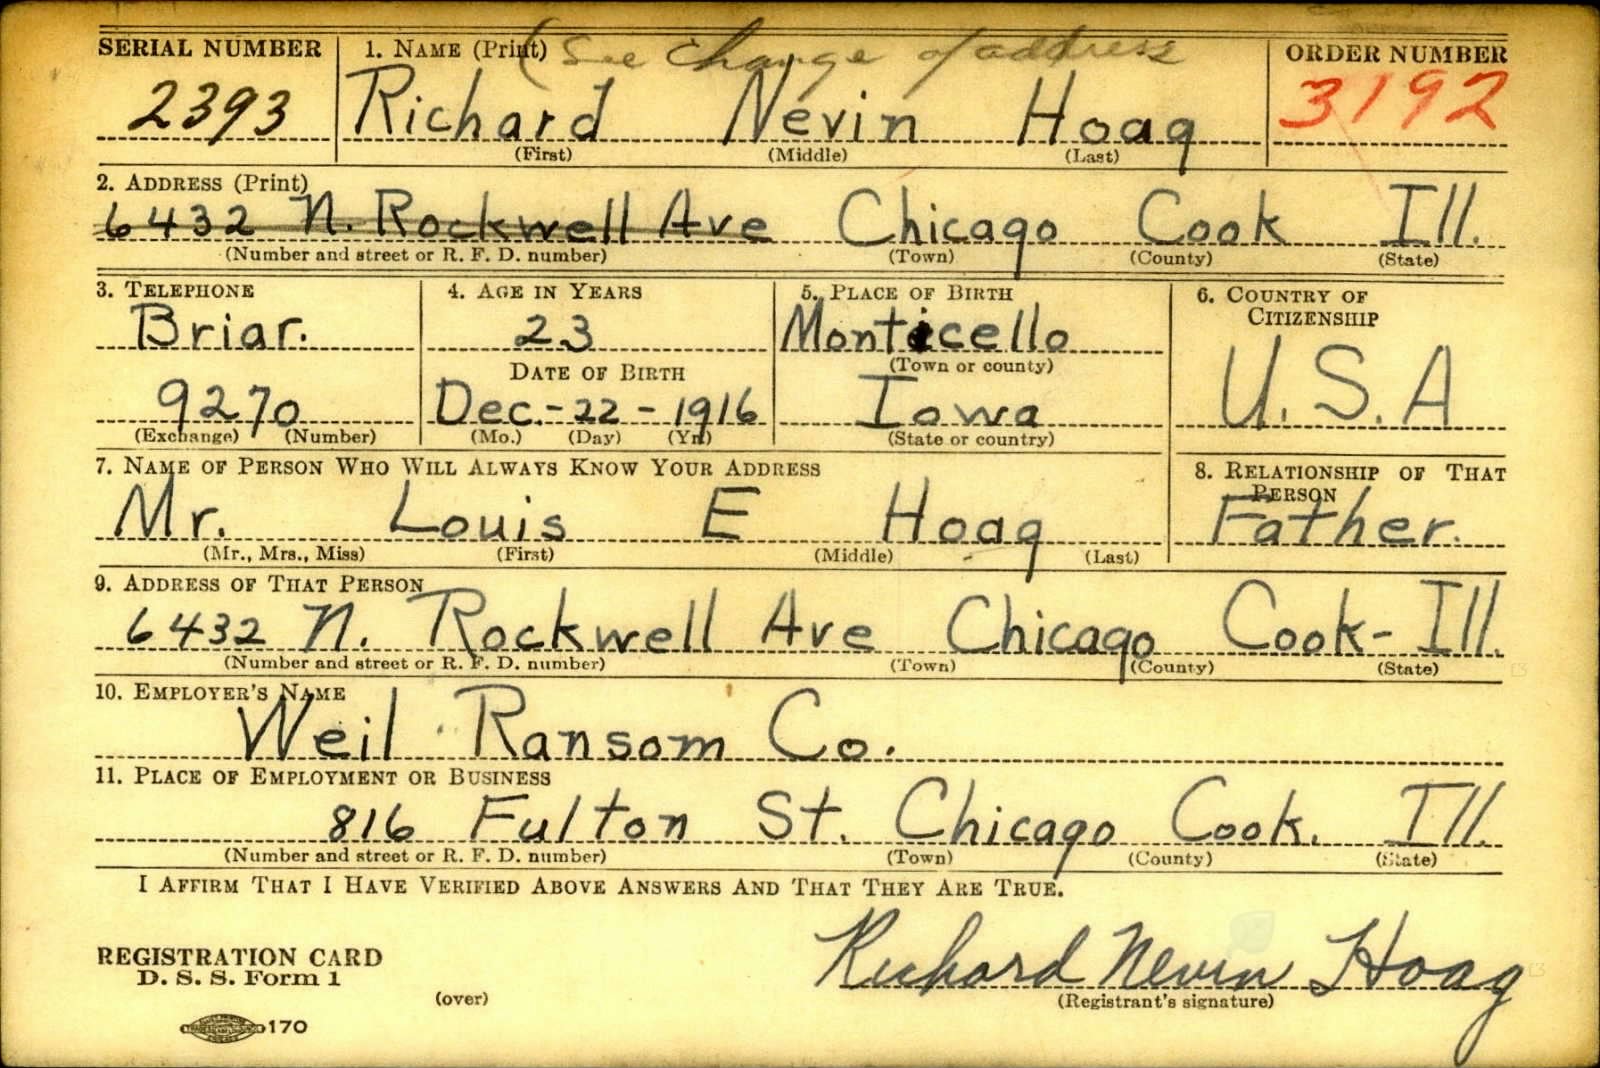 (See change of address
SERIAL NUMBER 1. NAME (Print) ORDER NUMBER
2393 Richard Nevin Hoag 3192
(First) (Middle) (Last)
2. ADDRESS (Print)
6432 N. Rockwell Ave Chicago Cook Ill.
(Number and street or R. F. D. number) (Town) (County) (State)
3. TELEPHONE 4. AGE IN YEARS 5. PLACE OF BIRTH 6. COUNTRY OF
CITIZENSHIP
Briar. 23 Monticello
(Town or county)
DATE OF BIRTH
9270 Dec.-22-1916 Iowa U.S.A
(Exchange) (Number) (Mo.) (Day) (Yr.) (State or country)
7. NAME OF PERSON WHO WILL ALWAYS KNOW YOUR ADDRESS 8. RELATIONSHIP OF THAT
PERSON
Mr. Louis E Hoag Father.
(Mr., Mrs., Miss) (First) (Middle) (Last)
9. ADDRESS OF THAT PERSON
6432 N. Rockwell Ave Chicago Cook- Ill.
(Number and street or R. F. D. number) (Town) (County) (State)
10. EMPLOYER'S NAME
Weil Ransom Co.
11. PLACE OF EMPLOYMENT OR BUSINESS
816 Fulton St. Chicago Cook. Ill.
(Number and street or R. F. D. number) (Town) (County) (State)
I AFFIRM THAT I HAVE VERIFIED ABOVE ANSWERS AND THAT THEY ARE TRUE.
Richard Nevin Hoag
REGISTRATION CARD
D. S. S. Form 1
(over) (Registrant's signature)
170